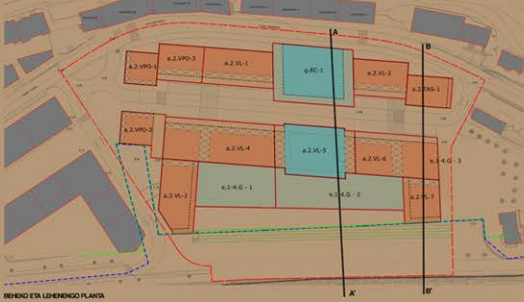 A
B
a.2.VPO-1
a.2.VPO-3
a.2.VL-1
g.EC-1
a.2.VL-2
a.2.TAS-1
a.2.VPO-2
a.2.VL-4
a.2.VL-5
a.2.VL-6
e.1-4.G - 3
a.2.VL-3
e.1-4.G - 1
e.1-4.G - 2
a.2.VL-7
A'
B'
BEHEKO ETA LEHENENGO PLANTA